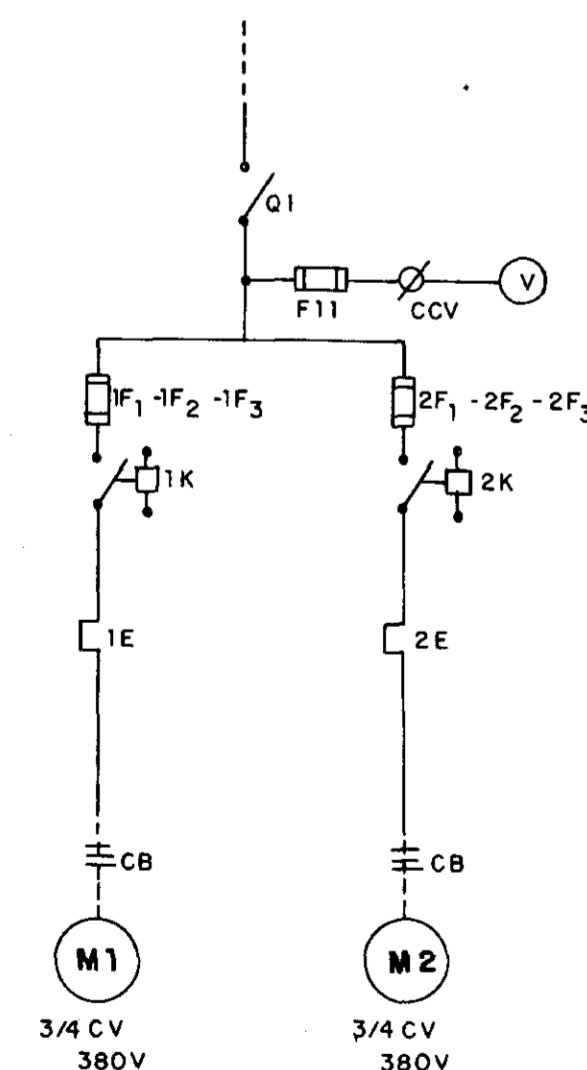 Q1
V
F11
CCV
1F1 -1F2 -1F3
2F1 - 2F2 - 2F3
1K
2K
1E
2E
CB
CB
M1
M2
3/4 CV
380V
3/4 CV
380V